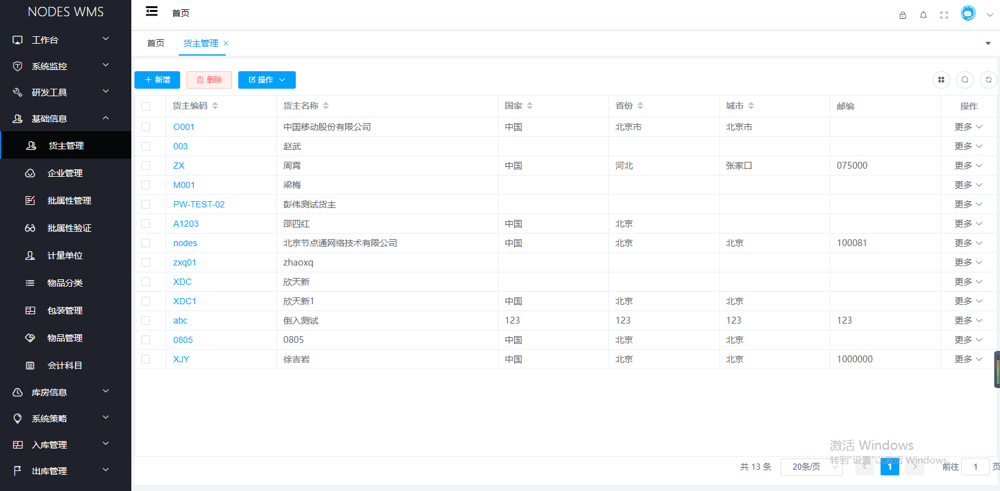 NODES WMS
工作台
系统监控
研发工具
基础信息
货主管理
企业管理
批属性管理
批属性验证
计量单位
物品分类
包装管理
物品管理
会计科目
库房信息
系统策略
入库管理
出库管理
首页
首页 货主管理
新增 删除 操作
货主编码 货主名称 国家 省份 城市 邮编 操作
O001 中国移动股份有限公司 中国 北京市 北京市 更多
003 赵武 更多
ZX 周霄 中国 河北 张家口 075000 更多
M001 梁梅 更多
PW-TEST-02 彭伟测试货主 更多
A1203 邵四红 中国 北京 更多
nodes 北京节点通网络技术有限公司 中国 北京 北京 100081 更多
zxq01 zhaoxq 更多
XDC 欣天新 更多
XDC1 欣天新1 中国 北京 北京 更多
abc 倒入测试 123 123 123 123 更多
0805 0805 中国 北京 北京 更多
XJY 徐吉岩 中国 北京 北京 1000000 更多
激活 Windows
转到"设置"以激活 Windows。
共 13 条 20条/页 1 前往 1 页